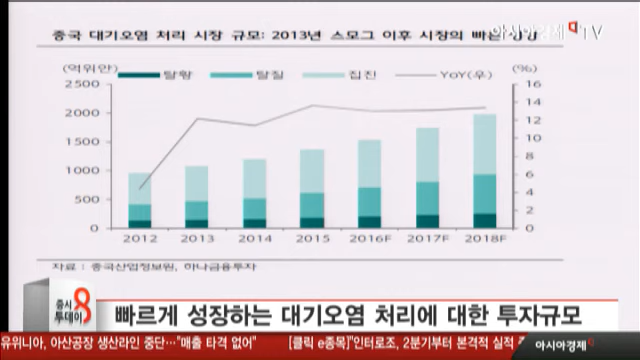 아시아경제 TV
중국 대기오염 처리 시장 규모: 2013년 스모그 이후 시장의 빠른 성장
(억위안) 탈황 탈질 집진 YoY(우) (%)
2500 16
14
2000 12
1500 10
8
1000 6
500 4
2
0 0
2012 2013 2014 2015 2016F 2017F 2018F
자료 : 중국산업정보원, 하나금융투자
증시 투데이 8
빠르게 성장하는 대기오염 처리에 대한 투자규모
유위니아, 아산공장 생산라인 중단…"매출 타격 없어" [클릭 e종목]"인터로조, 2분기부터 본격적 실적 아시아경제